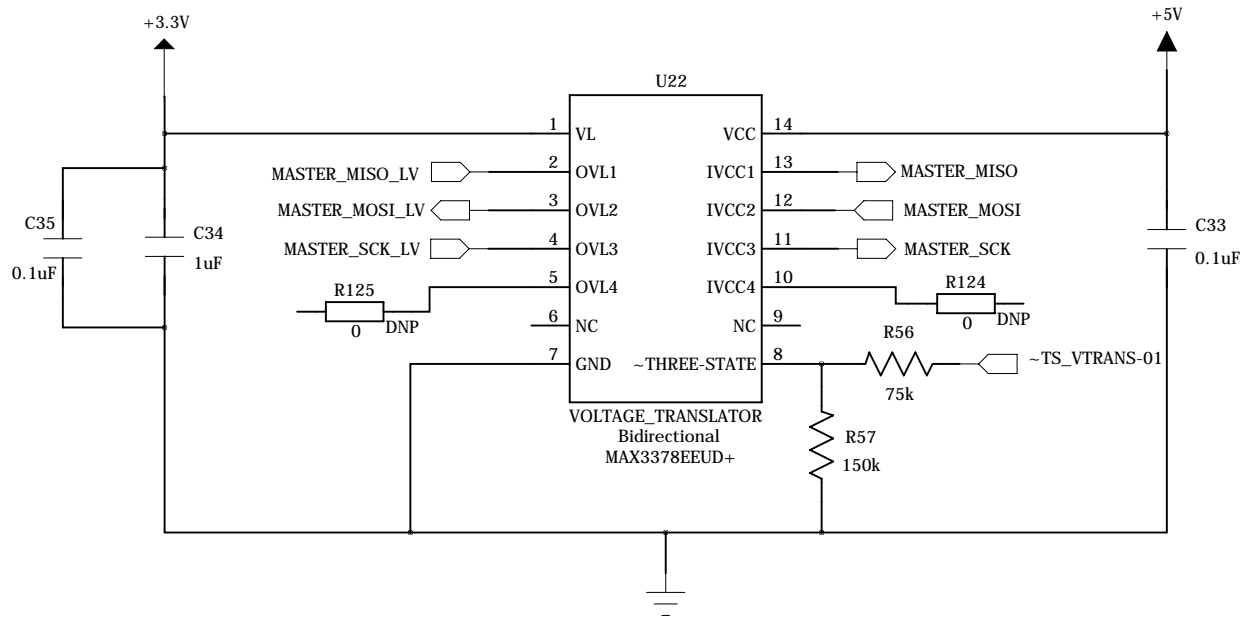 +3.3V
+5V
U22
1 VL
VCC 14
MASTER_MISO_LV 2 OVL1
IVCC1 13 MASTER_MISO
MASTER_MOSI_LV 3 OVL2
IVCC2 12 MASTER_MOSI
MASTER_SCK_LV 4 OVL3
IVCC3 11 MASTER_SCK
5 OVL4
IVCC4 10
6 NC
NC 9
7 GND
~THREE-STATE 8
C35
0.1uF
C34
1uF
R125
0 DNP
R124
0 DNP
C33
0.1uF
R56
75k
~TS_VTRANS-01
R57
150k
VOLTAGE_TRANSLATOR
Bidirectional
MAX3378EEUD+